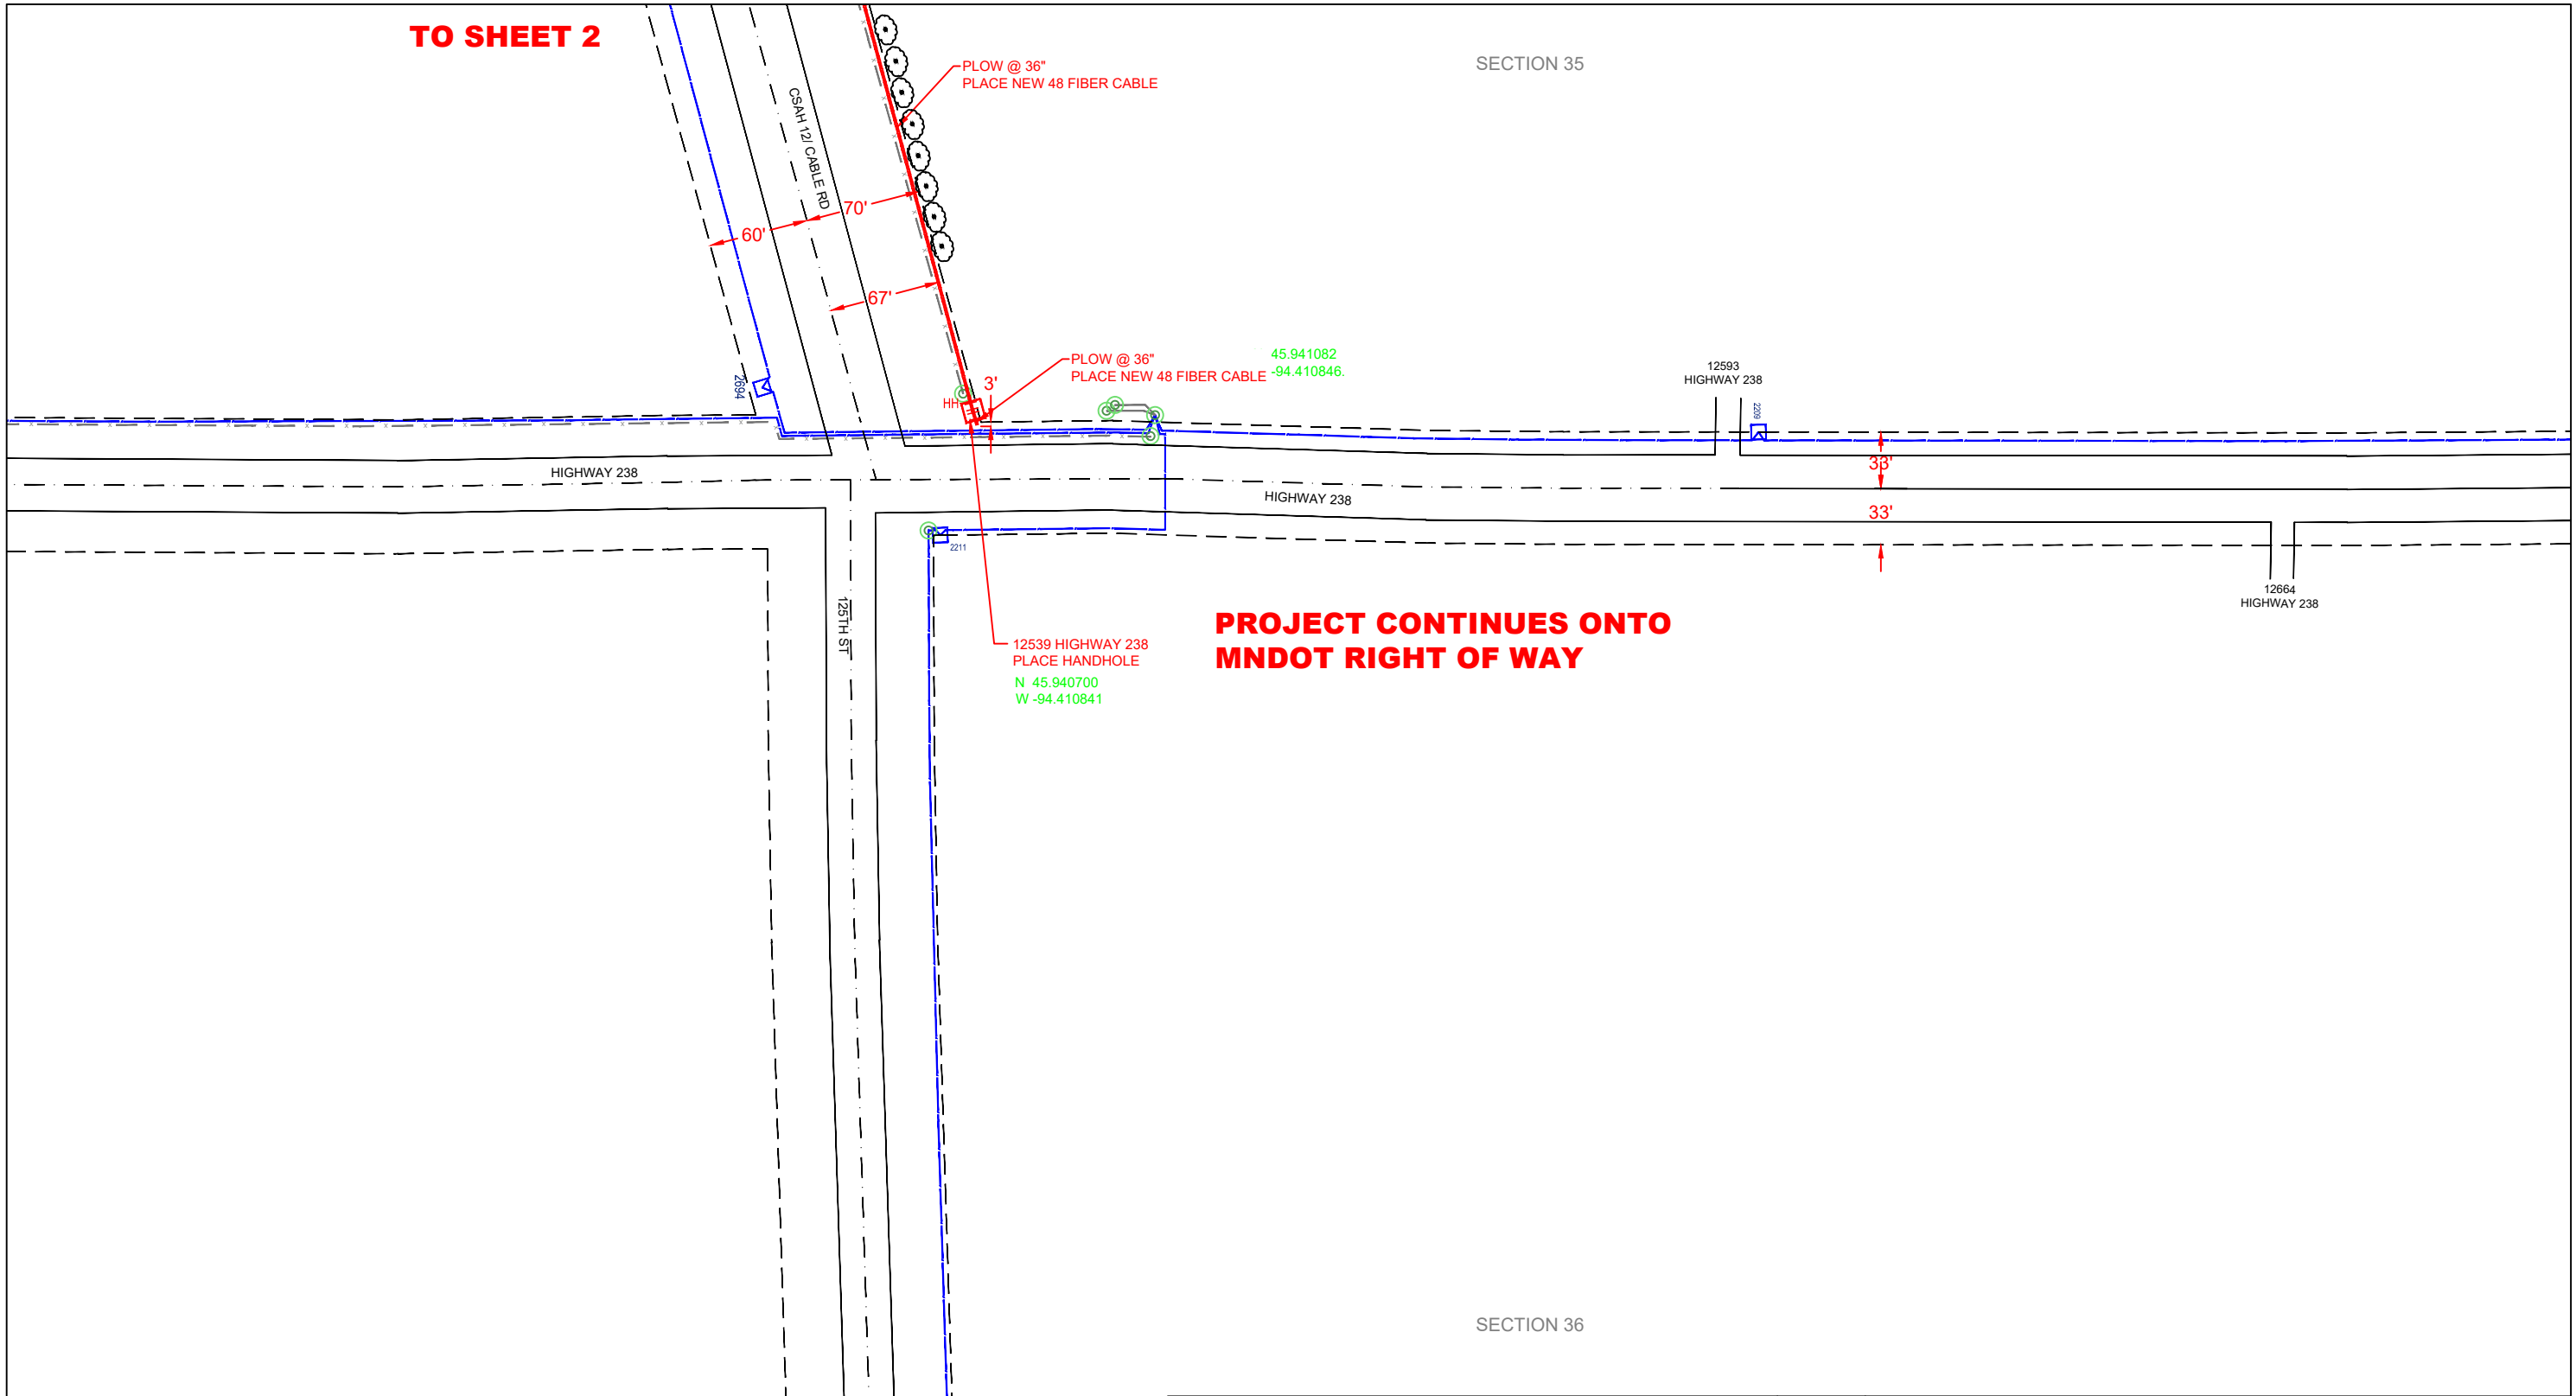 TO SHEET 2
SECTION 35
PLOW @ 36"
PLACE NEW 48 FIBER CABLE
CSAH 12/ CABLE RD
70'
60'
67'
PLOW @ 36"
PLACE NEW 48 FIBER CABLE
45.941082
-94.410846.
3'
HH
2694
12593
HIGHWAY 238
2209
HIGHWAY 238
HIGHWAY 238
33'
33'
2211
125TH ST
12664
HIGHWAY 238
12539 HIGHWAY 238
PLACE HANDHOLE
N 45.940700
W -94.410841
PROJECT CONTINUES ONTO
MNDOT RIGHT OF WAY
SECTION 36